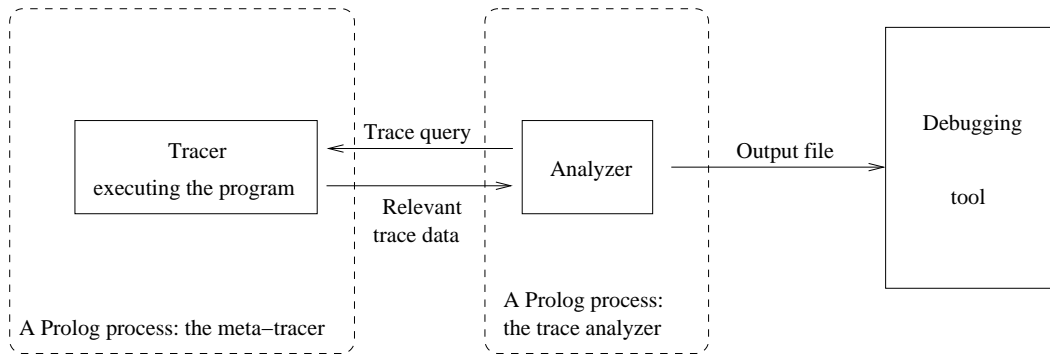 Tracer
executing the program
A Prolog process: the meta−tracer
Trace query
Relevant
trace data
Analyzer
A Prolog process:
the trace analyzer
Output file
Debugging
tool